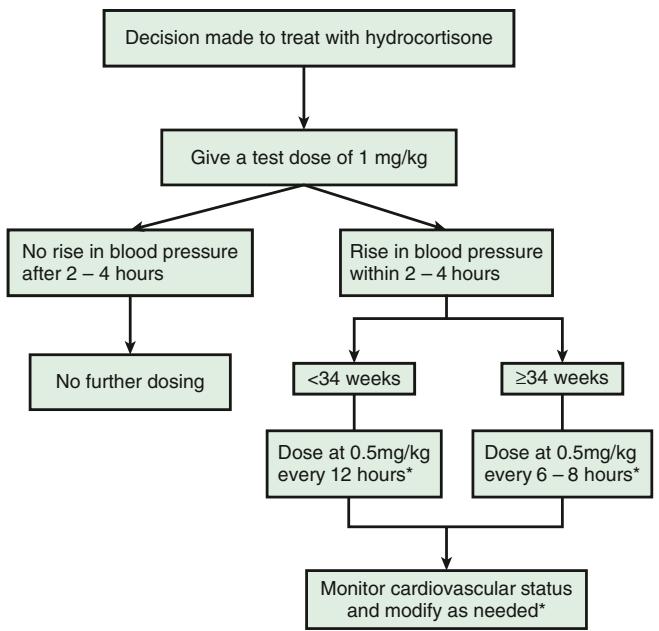 Decision made to treat with hydrocortisone
Give a test dose of 1 mg/kg
No rise in blood pressure
after 2 – 4 hours
Rise in blood pressure
within 2 – 4 hours
No further dosing
<34 weeks
≥34 weeks
Dose at 0.5mg/kg
every 12 hours*
Dose at 0.5mg/kg
every 6 – 8 hours*
Monitor cardiovascular status
and modify as needed*